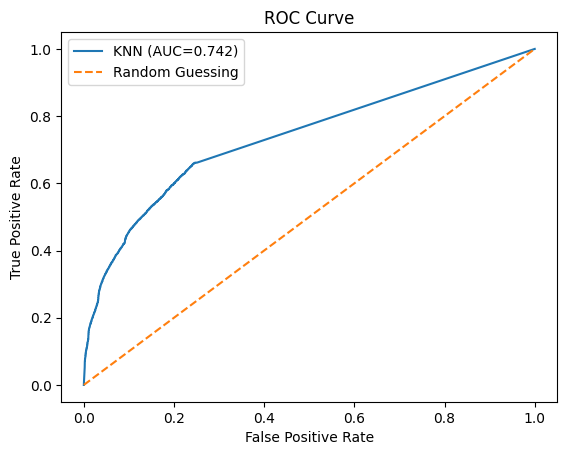 ROC Curve
KNN (AUC=0.742)
Random Guessing
True Positive Rate
1.0
0.8
0.6
0.4
0.2
0.0
0.0 0.2 0.4 0.6 0.8 1.0
False Positive Rate